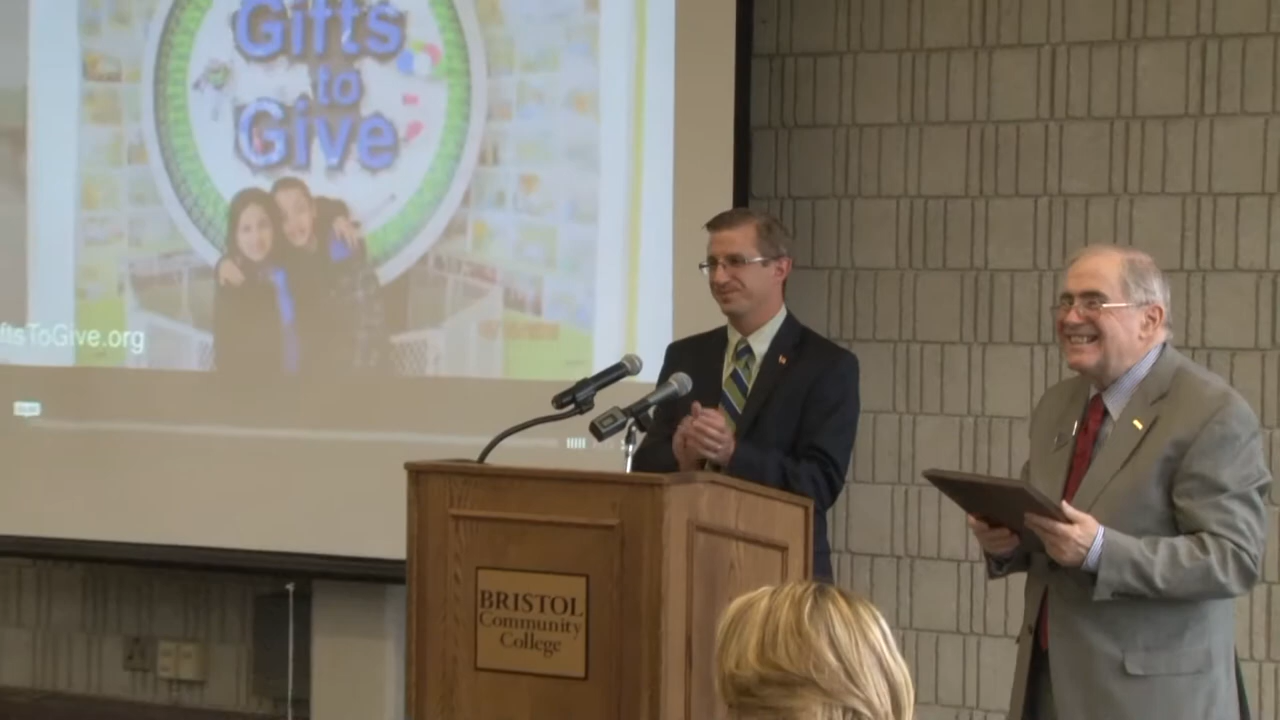 Gifts
to
Give
ftsToGive.org
BRISTOL
Community
College